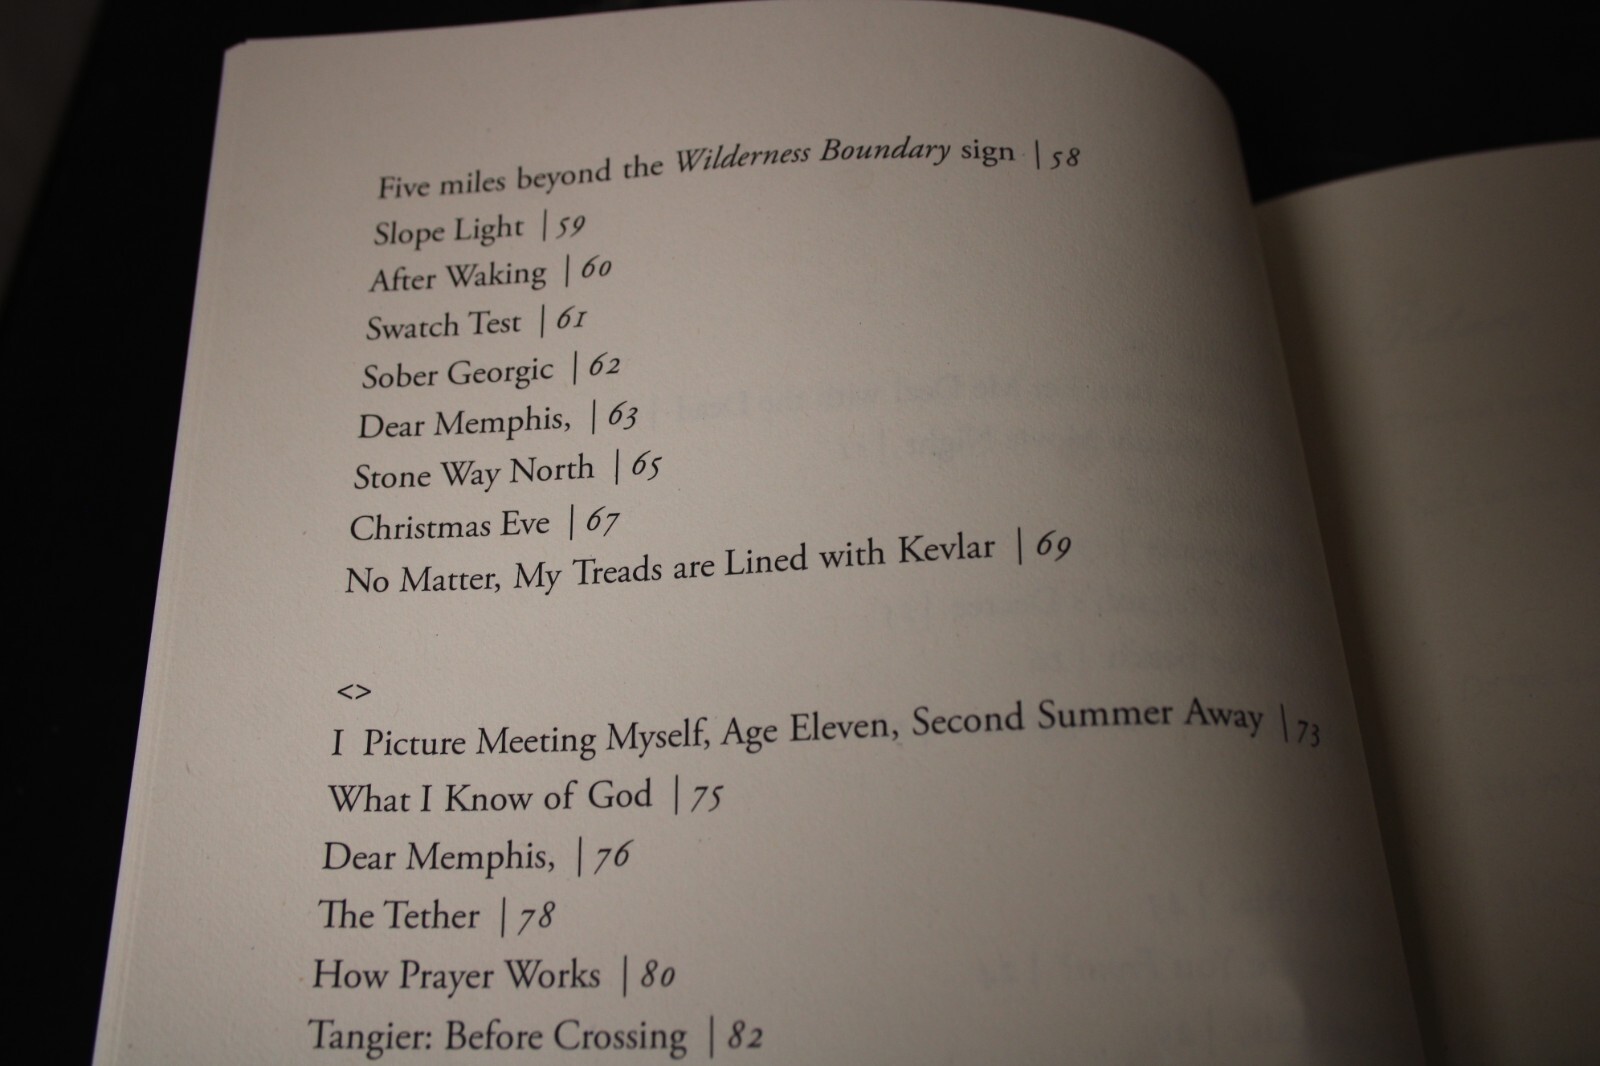 Five miles beyond the Wilderness Boundary sign | 58
Slope Light | 59
After Waking | 60
Swatch Test | 61
Sober Georgic | 62
Dear Memphis, | 63
Stone Way North | 65
Christmas Eve | 67
No Matter, My Treads are Lined with Kevlar | 69
<>
I Picture Meeting Myself, Age Eleven, Second Summer Away | 73
What I Know of God | 75
Dear Memphis, | 76
The Tether | 78
How Prayer Works | 80
Tangier: Before Crossing | 82